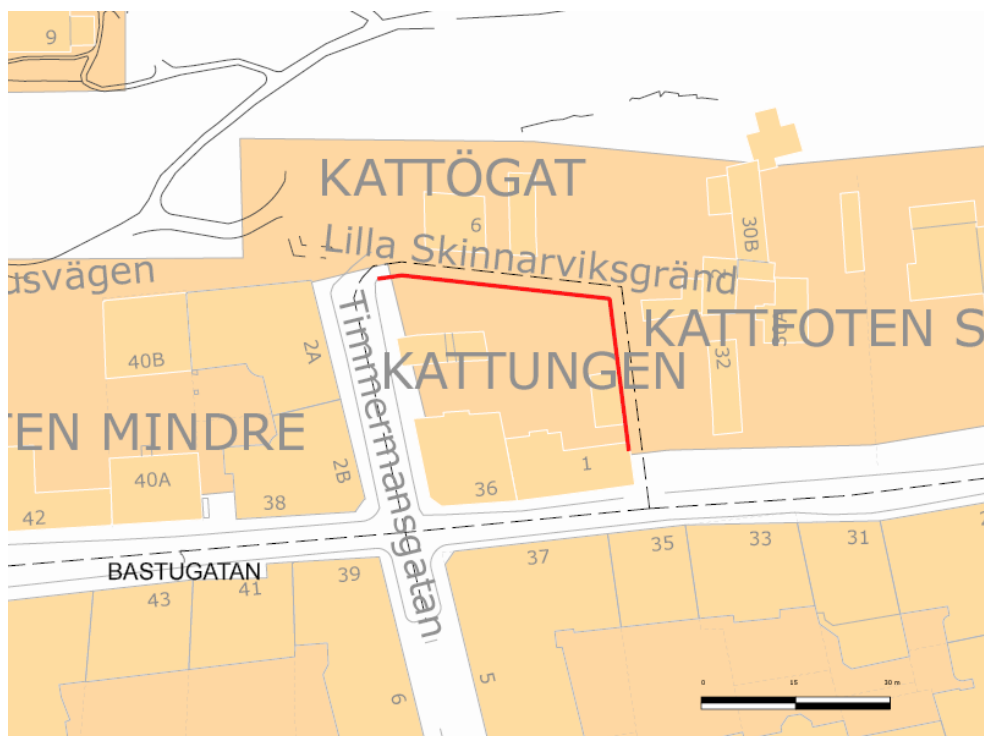 9
KATTÖGAT
6
Lilla Skinnarviksgränd
30B
usvägen
2A
40B
Timmermansgatan
KATTUNGEN
KATTFOTEN S
32
TEN MINDRE
2B
40A
1
36
38
42
BASTUGATAN
39
37
35
33
31
43
41
5
6
0 15 30 m